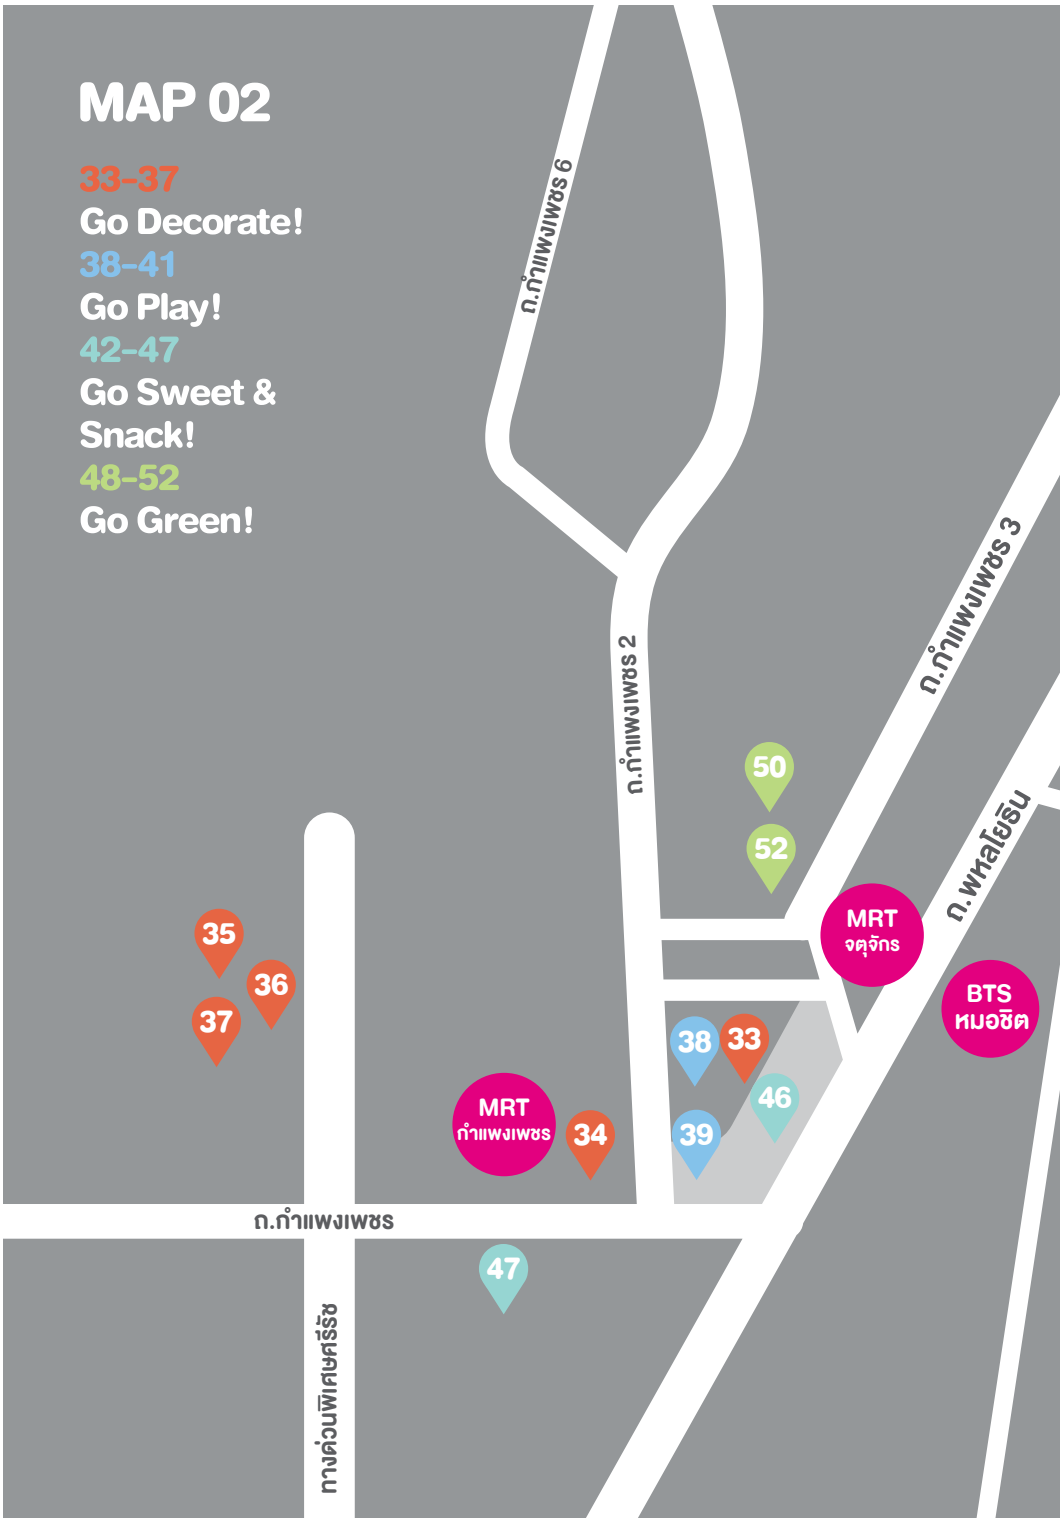 MAP 02
33–37
Go Decorate!
38–41
Go Play!
42–47
Go Sweet &
Snack!
48–52
Go Green!
ถ.กำแพงเพชร 6
ถ.กำแพงเพชร 3
ถ.กำแพงเพชร 2
50
ถ.พหลโยธิน
52
MRT
จตุจักร
35
36
37
BTS
หมอชิต
38
33
46
MRT
กำแพงเพชร
34
39
ถ.กำแพงเพชร
47
ทางด่วนพิเศษศรีรัช